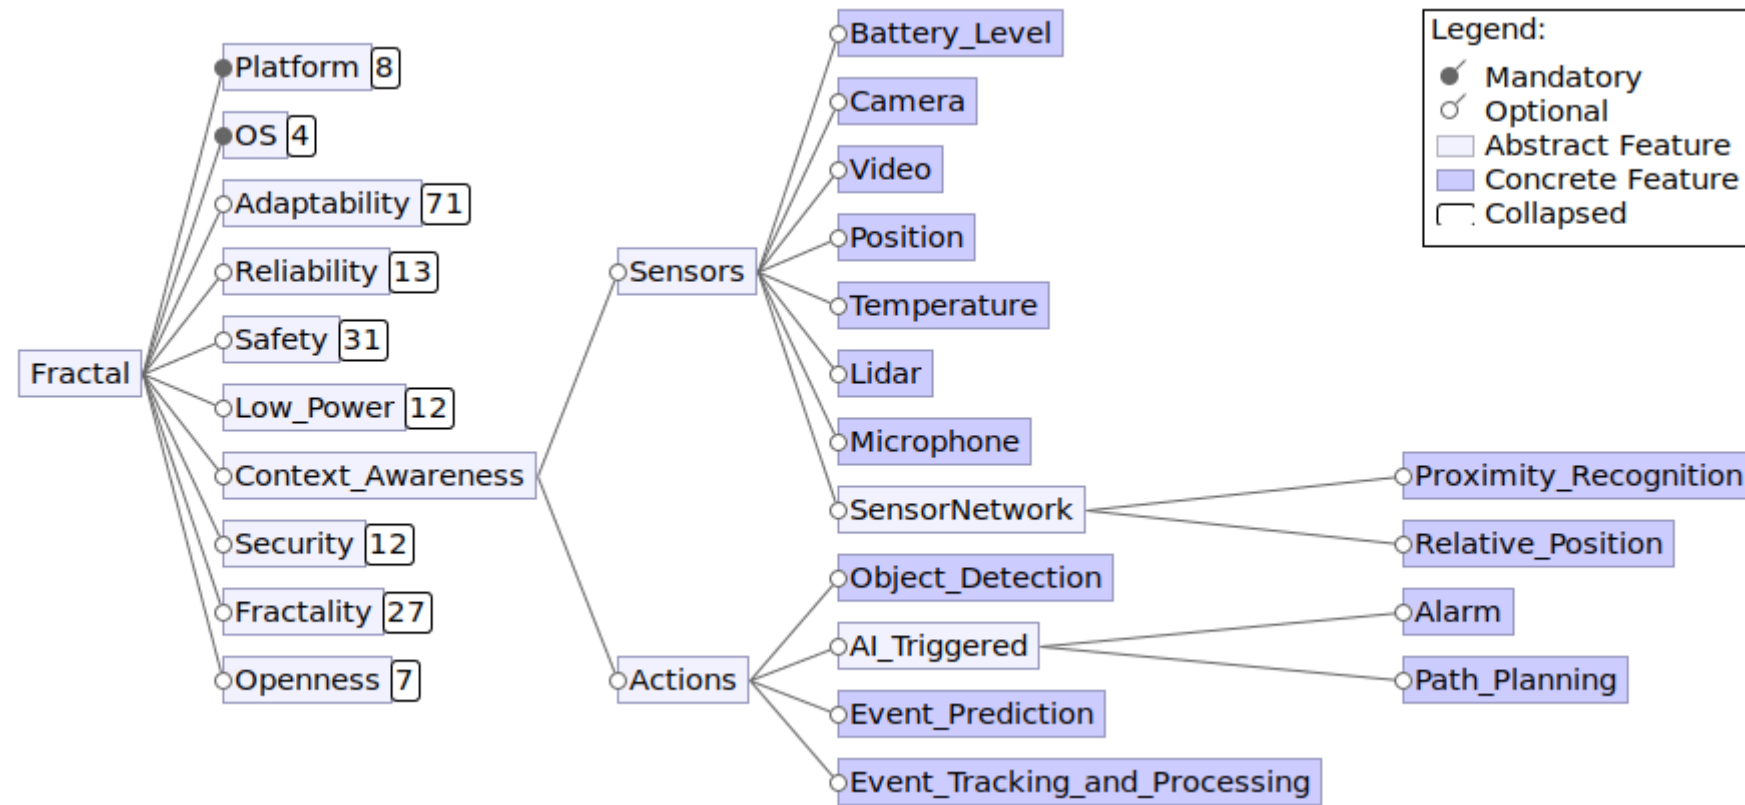 Fractal
Platform 8
OS 4
Adaptability 71
Reliability 13
Safety 31
Low_Power 12
Context_Awareness
Security 12
Fractality 27
Openness 7
Sensors
Actions
Battery_Level
Camera
Video
Position
Temperature
Lidar
Microphone
SensorNetwork
Object_Detection
AI_Triggered
Event_Prediction
Event_Tracking_and_Processing
Proximity_Recognition
Relative_Position
Alarm
Path_Planning
Legend:
Mandatory
Optional
Abstract Feature
Concrete Feature
Collapsed